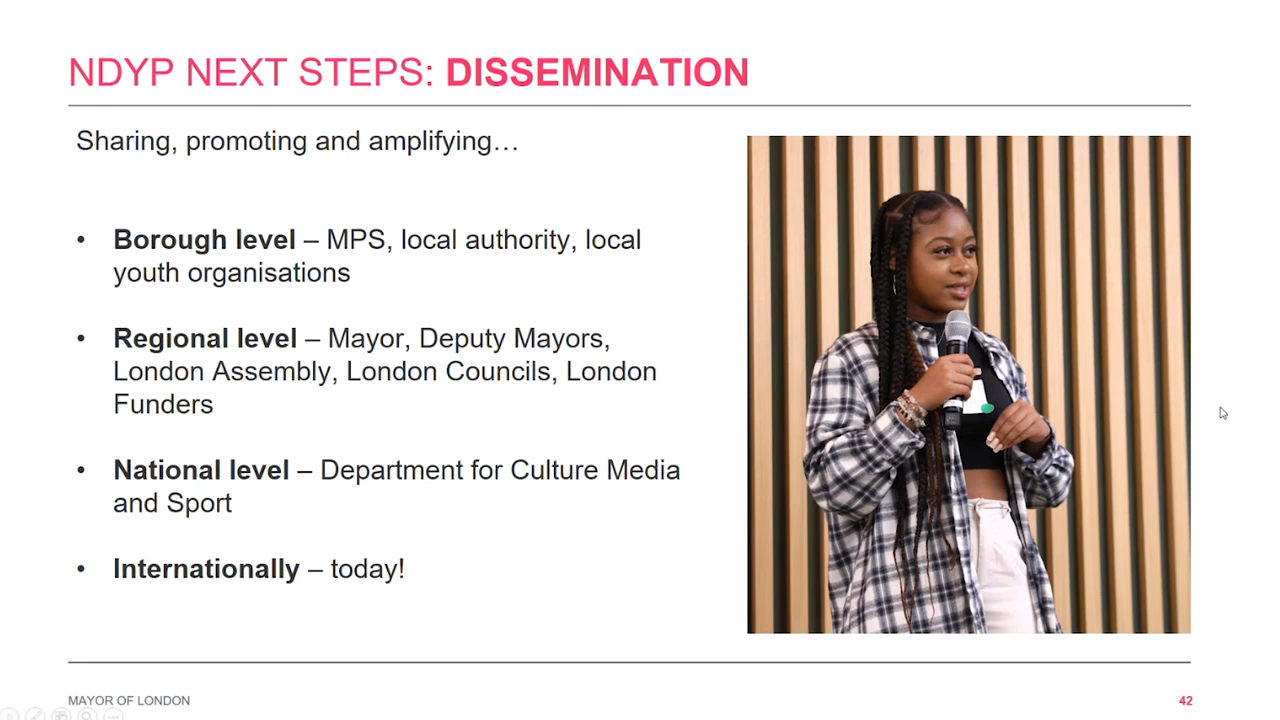 NDYP NEXT STEPS: DISSEMINATION
Sharing, promoting and amplifying…
• Borough level – MPS, local authority, local
youth organisations
• Regional level – Mayor, Deputy Mayors,
London Assembly, London Councils, London
Funders
• National level – Department for Culture Media
and Sport
• Internationally – today!
MAYOR OF LONDON
42